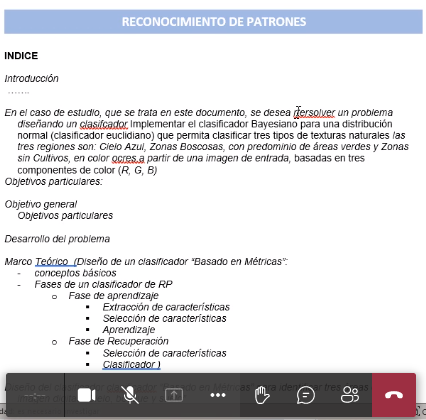 RECONOCIMIENTO DE PATRONES
INDICE
Introducción
.......
En el caso de estudio, que se trata en este documento, se desea rersolver un problema
diseñando un clasifcador Implementar el clasificador Bayesiano para una distribución
normal (clasificador euclidiano) que permita clasificar tres tipos de texturas naturales las
tres regiones son: Cielo Azul, Zonas Boscosas, con predominio de áreas verdes y Zonas
sin Cultivos, en color ocres.a partir de una imagen de entrada, basadas en tres
componentes de color (R, G, B)
Objetivos particulares:
Objetivo general
Objetivos particulares
Desarrollo del problema
Marco Teórico (Diseño de un clasificador "Basado en Métricas":
- conceptos básicos
- Fases de un clasificador de RP
o Fase de aprendizaje
▪ Extracción de características
▪ Selección de características
▪ Aprendizaje
o Fase de Recuperación
▪ Selección de características
▪ Clasificador )